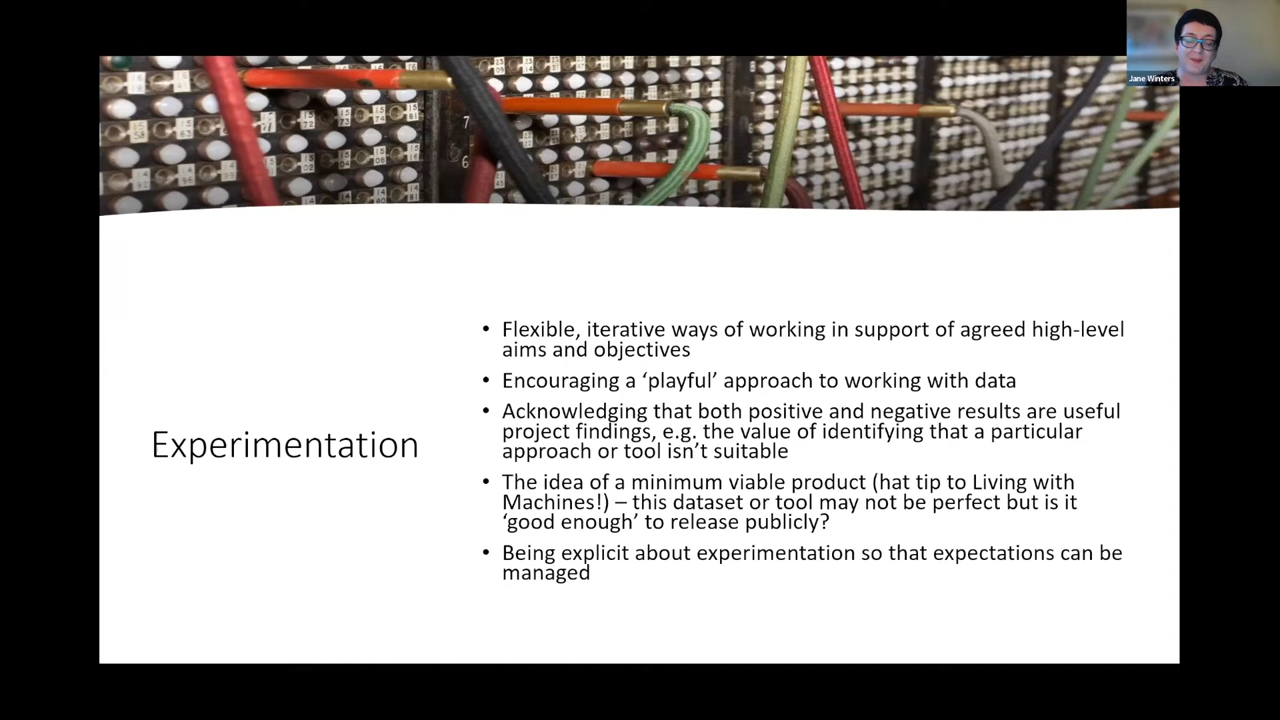 Jane Winters
7
6
Experimentation
• Flexible, iterative ways of working in support of agreed high-level
aims and objectives
• Encouraging a ‘playful’ approach to working with data
• Acknowledging that both positive and negative results are useful
project findings, e.g. the value of identifying that a particular
approach or tool isn’t suitable
• The idea of a minimum viable product (hat tip to Living with
Machines!) – this dataset or tool may not be perfect but is it
‘good enough’ to release publicly?
• Being explicit about experimentation so that expectations can be
managed